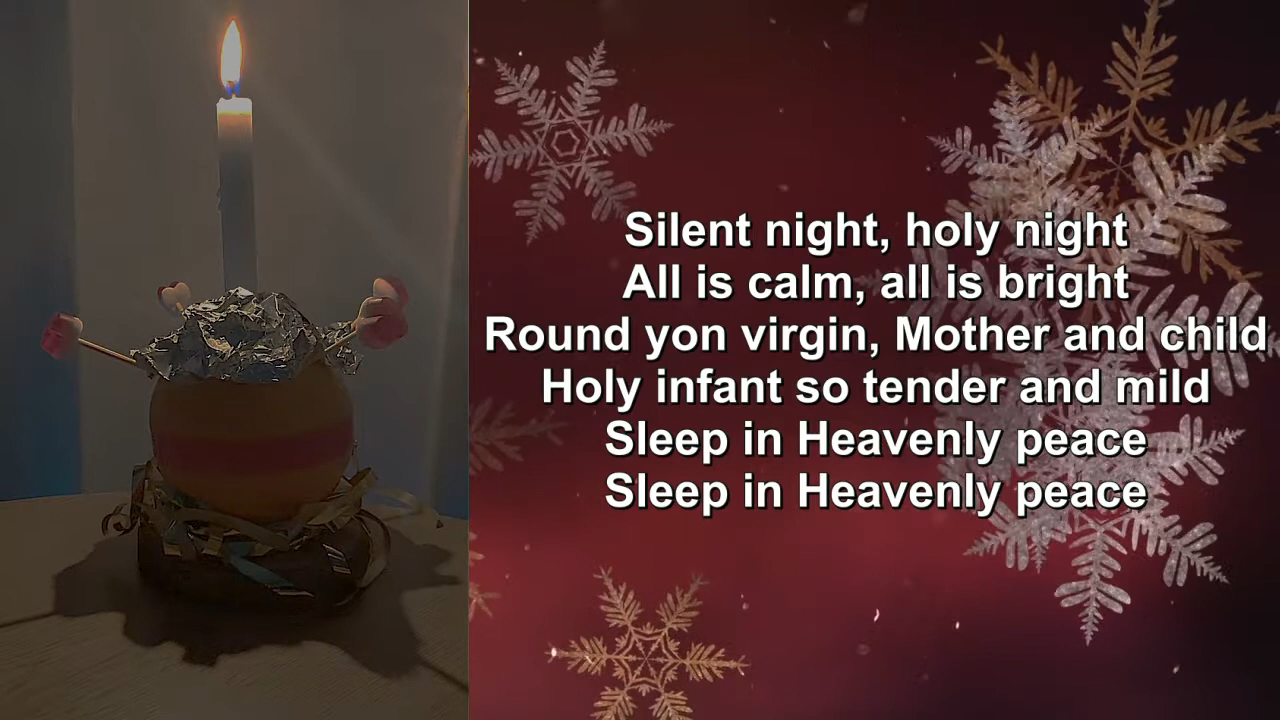 Silent night, holy night
All is calm, all is bright
Round yon virgin, Mother and child
Holy infant so tender and mild
Sleep in Heavenly peace
Sleep in Heavenly peace